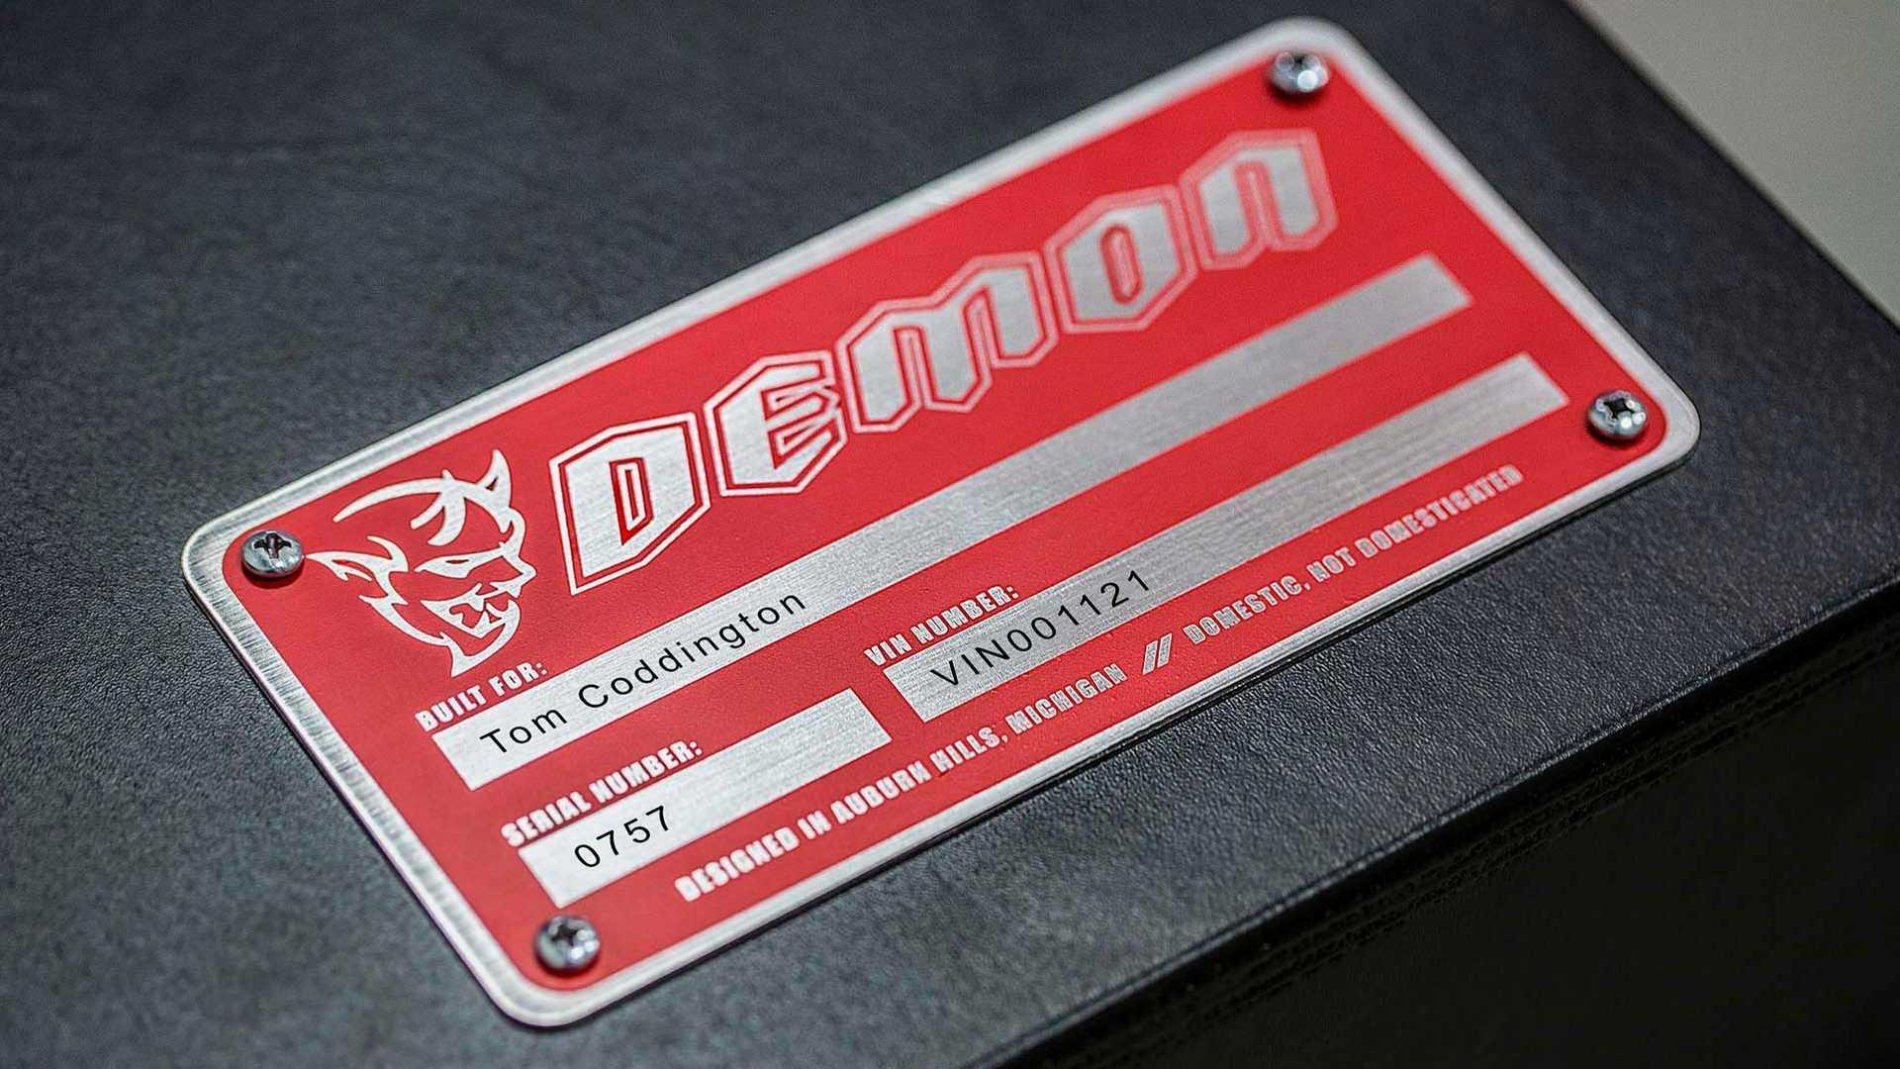 DEMON
BUILT FOR:
Tom Coddington
SERIAL NUMBER:
0757
VIN NUMBER:
VIN001121
DESIGNED IN AUBURN HILLS, MICHIGAN // DOMESTIC, NOT DOMESTICATED